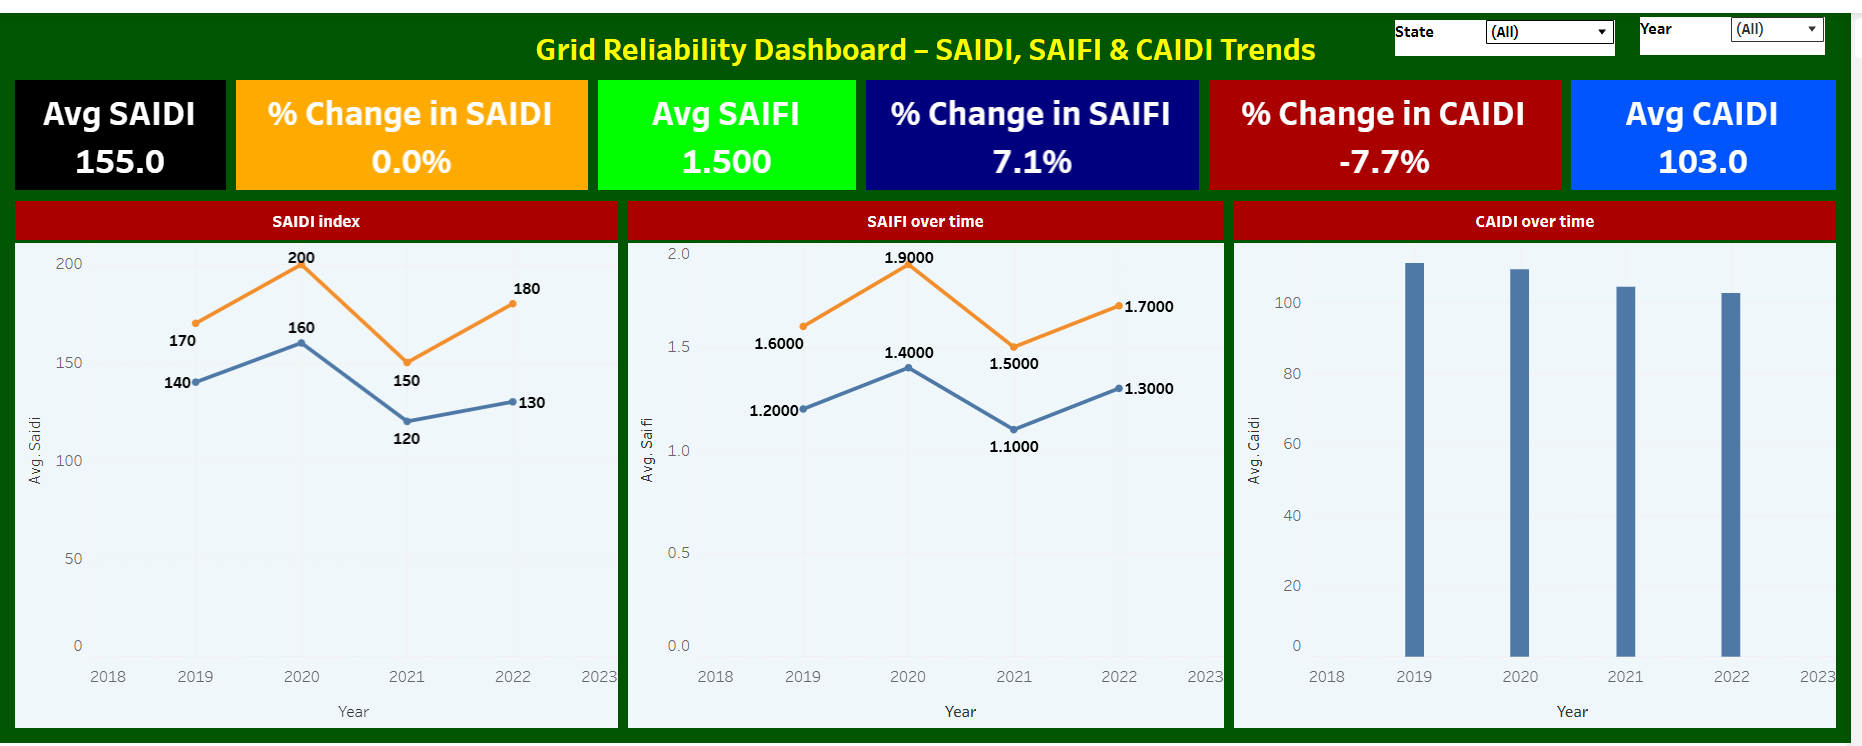 Grid Reliability Dashboard – SAIDI, SAIFI & CAIDI Trends
State
(All)
Year
(All)
Avg SAIDI
155.0
% Change in SAIDI
0.0%
Avg SAIFI
1.500
% Change in SAIFI
7.1%
% Change in CAIDI
-7.7%
Avg CAIDI
103.0
SAIDI index
200
150
100
50
0
Avg. Saidi
170
200
150
180
140
160
120
130
2018
2019
2020
2021
2022
2023
Year
SAIFI over time
2.0
1.5
1.0
0.5
0.0
Avg. Saifi
1.6000
1.9000
1.5000
1.7000
1.2000
1.4000
1.1000
1.3000
2018
2019
2020
2021
2022
2023
Year
CAIDI over time
100
80
60
40
20
0
Avg. Caidi
2018
2019
2020
2021
2022
2023
Year